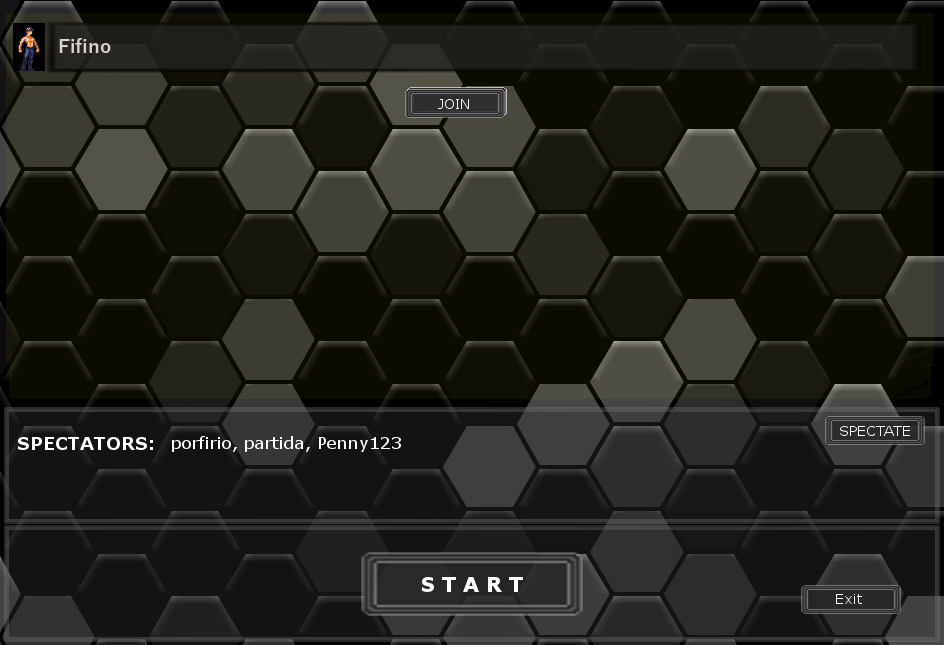 Fifino
JOIN
SPECTATORS: porfirio, partida, Penny123
SPECTATE
START
Exit